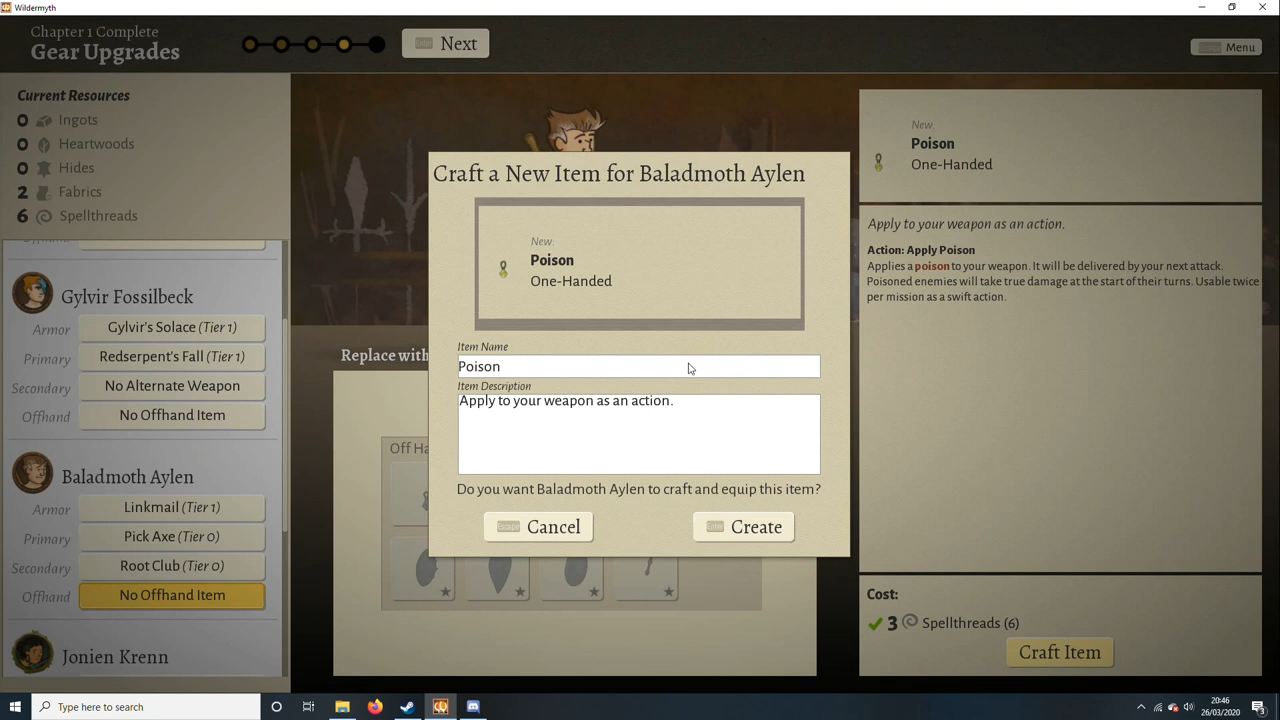 Wildermyth
Chapter 1 Complete
Gear Upgrades
Next
Menu
Current Resources
0 Ingots
0 Heartwoods
0 Hides
2 Fabrics
6 Spellthreads
Gylvir Fossilbeck
Armor Gylvir's Solace (Tier 1)
Primary Redserpent's Fall (Tier 1)
Secondary No Alternate Weapon
Offhand No Offhand Item
Baladmoth Aylen
Armor Linkmail (Tier 1)
Primary Pick Axe (Tier 0)
Secondary Root Club (Tier 0)
Offhand No Offhand Item
Jonien Krenn
Replace with
Off Ha
Craft a New Item for Baladmoth Aylen
New:
Poison
One-Handed
Item Name
Poison
Item Description
Apply to your weapon as an action.
Do you want Baladmoth Aylen to craft and equip this item?
Escape Cancel
Enter Create
New:
Poison
One-Handed
Apply to your weapon as an action.
Action: Apply Poison
Applies a poison to your weapon. It will be delivered by your next attack.
Poisoned enemies will take true damage at the start of their turns. Usable twice
per mission as a swift action.
Cost:
3 Spellthreads (6)
Craft Item
Type here to search
20:46
26/03/2020
3